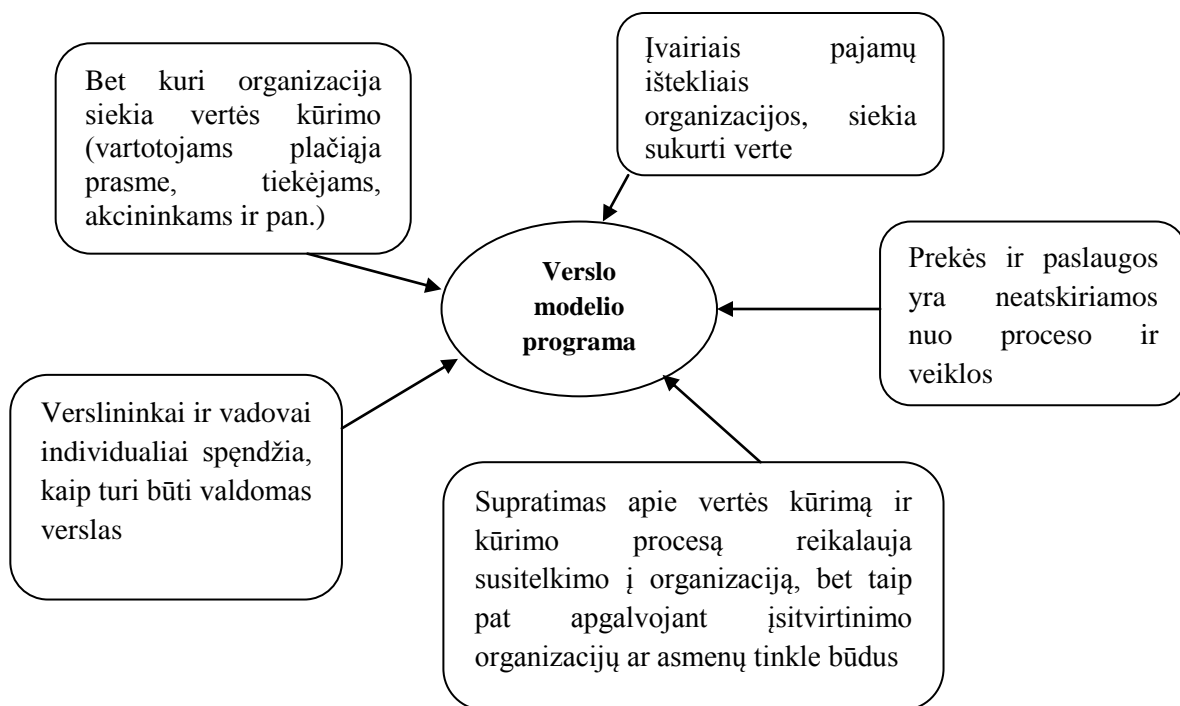 Bet kuri organizacija
siekia vertės kūrimo
(vartotojams plačiąja
prasme, tiekėjams,
akcininkams ir pan.)
Įvairiais pajamų
ištekliais
organizacijos, siekia
sukurti verte
Verslo
modelio
programa
Prekės ir paslaugos
yra neatskiriamos
nuo proceso ir
veiklos
Verslininkai ir vadovai
individualiai spęndžia,
kaip turi būti valdomas
verslas
Supratimas apie vertės kūrimą ir
kūrimo procesą reikalauja
susitelkimo į organizaciją, bet taip
pat apgalvojant įsitvirtinimo
organizacijų ar asmenų tinkle būdus